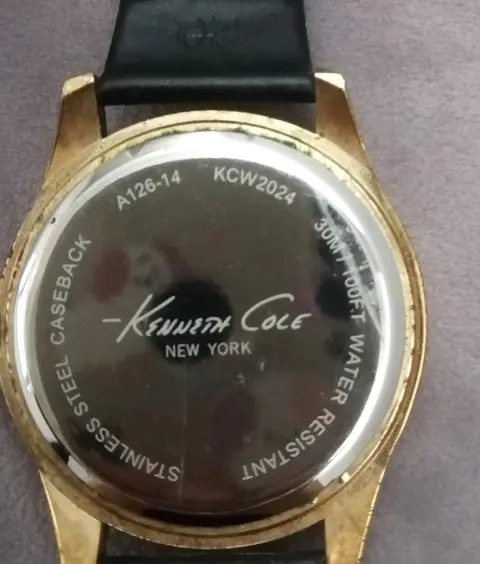 A126-14 KCW2024
30M / 100FT WATER RESISTANT
STAINLESS STEEL CASEBACK
KENNETH COLE
NEW YORK